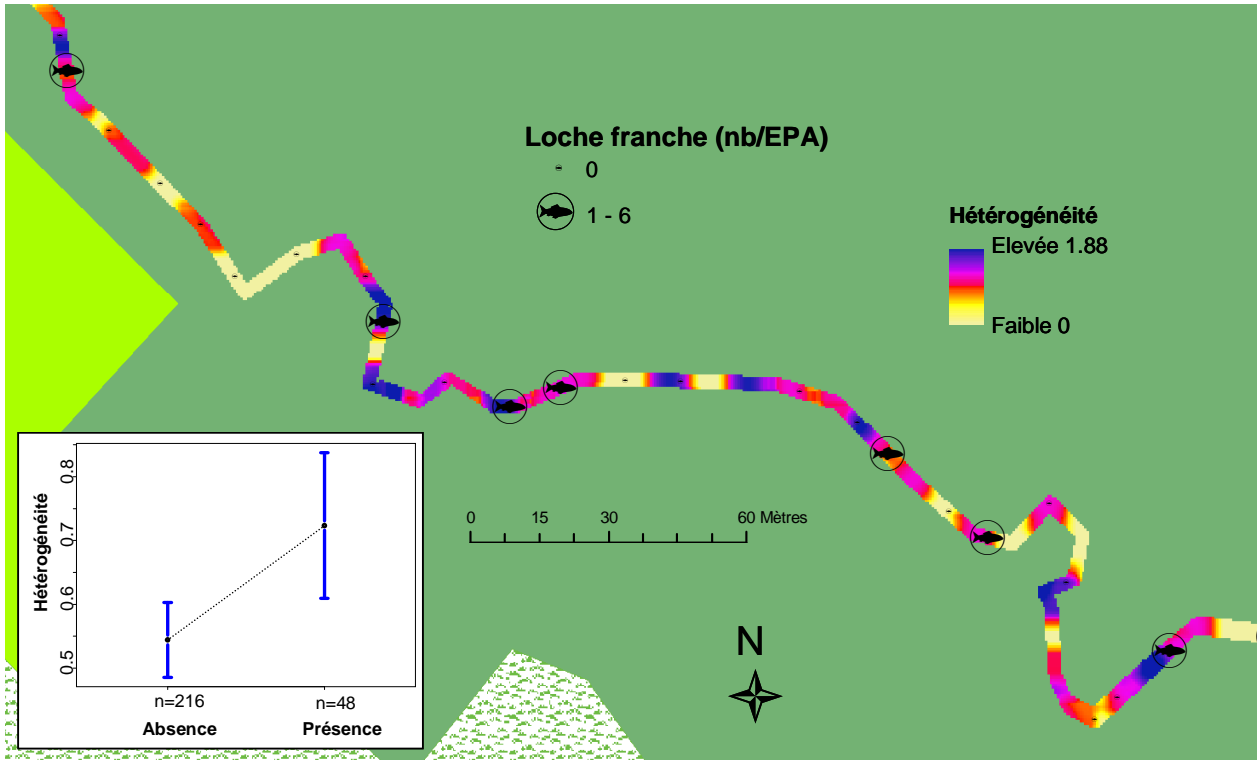 Loche franche (nb/EPA)
0
1 - 6
Hétérogénéité
Elevée 1.88
Faible 0
0 15 30 60 Mètres
N
Hétérogénéité
0.8
0.7
0.6
0.5
n=216 n=48
Absence Présence